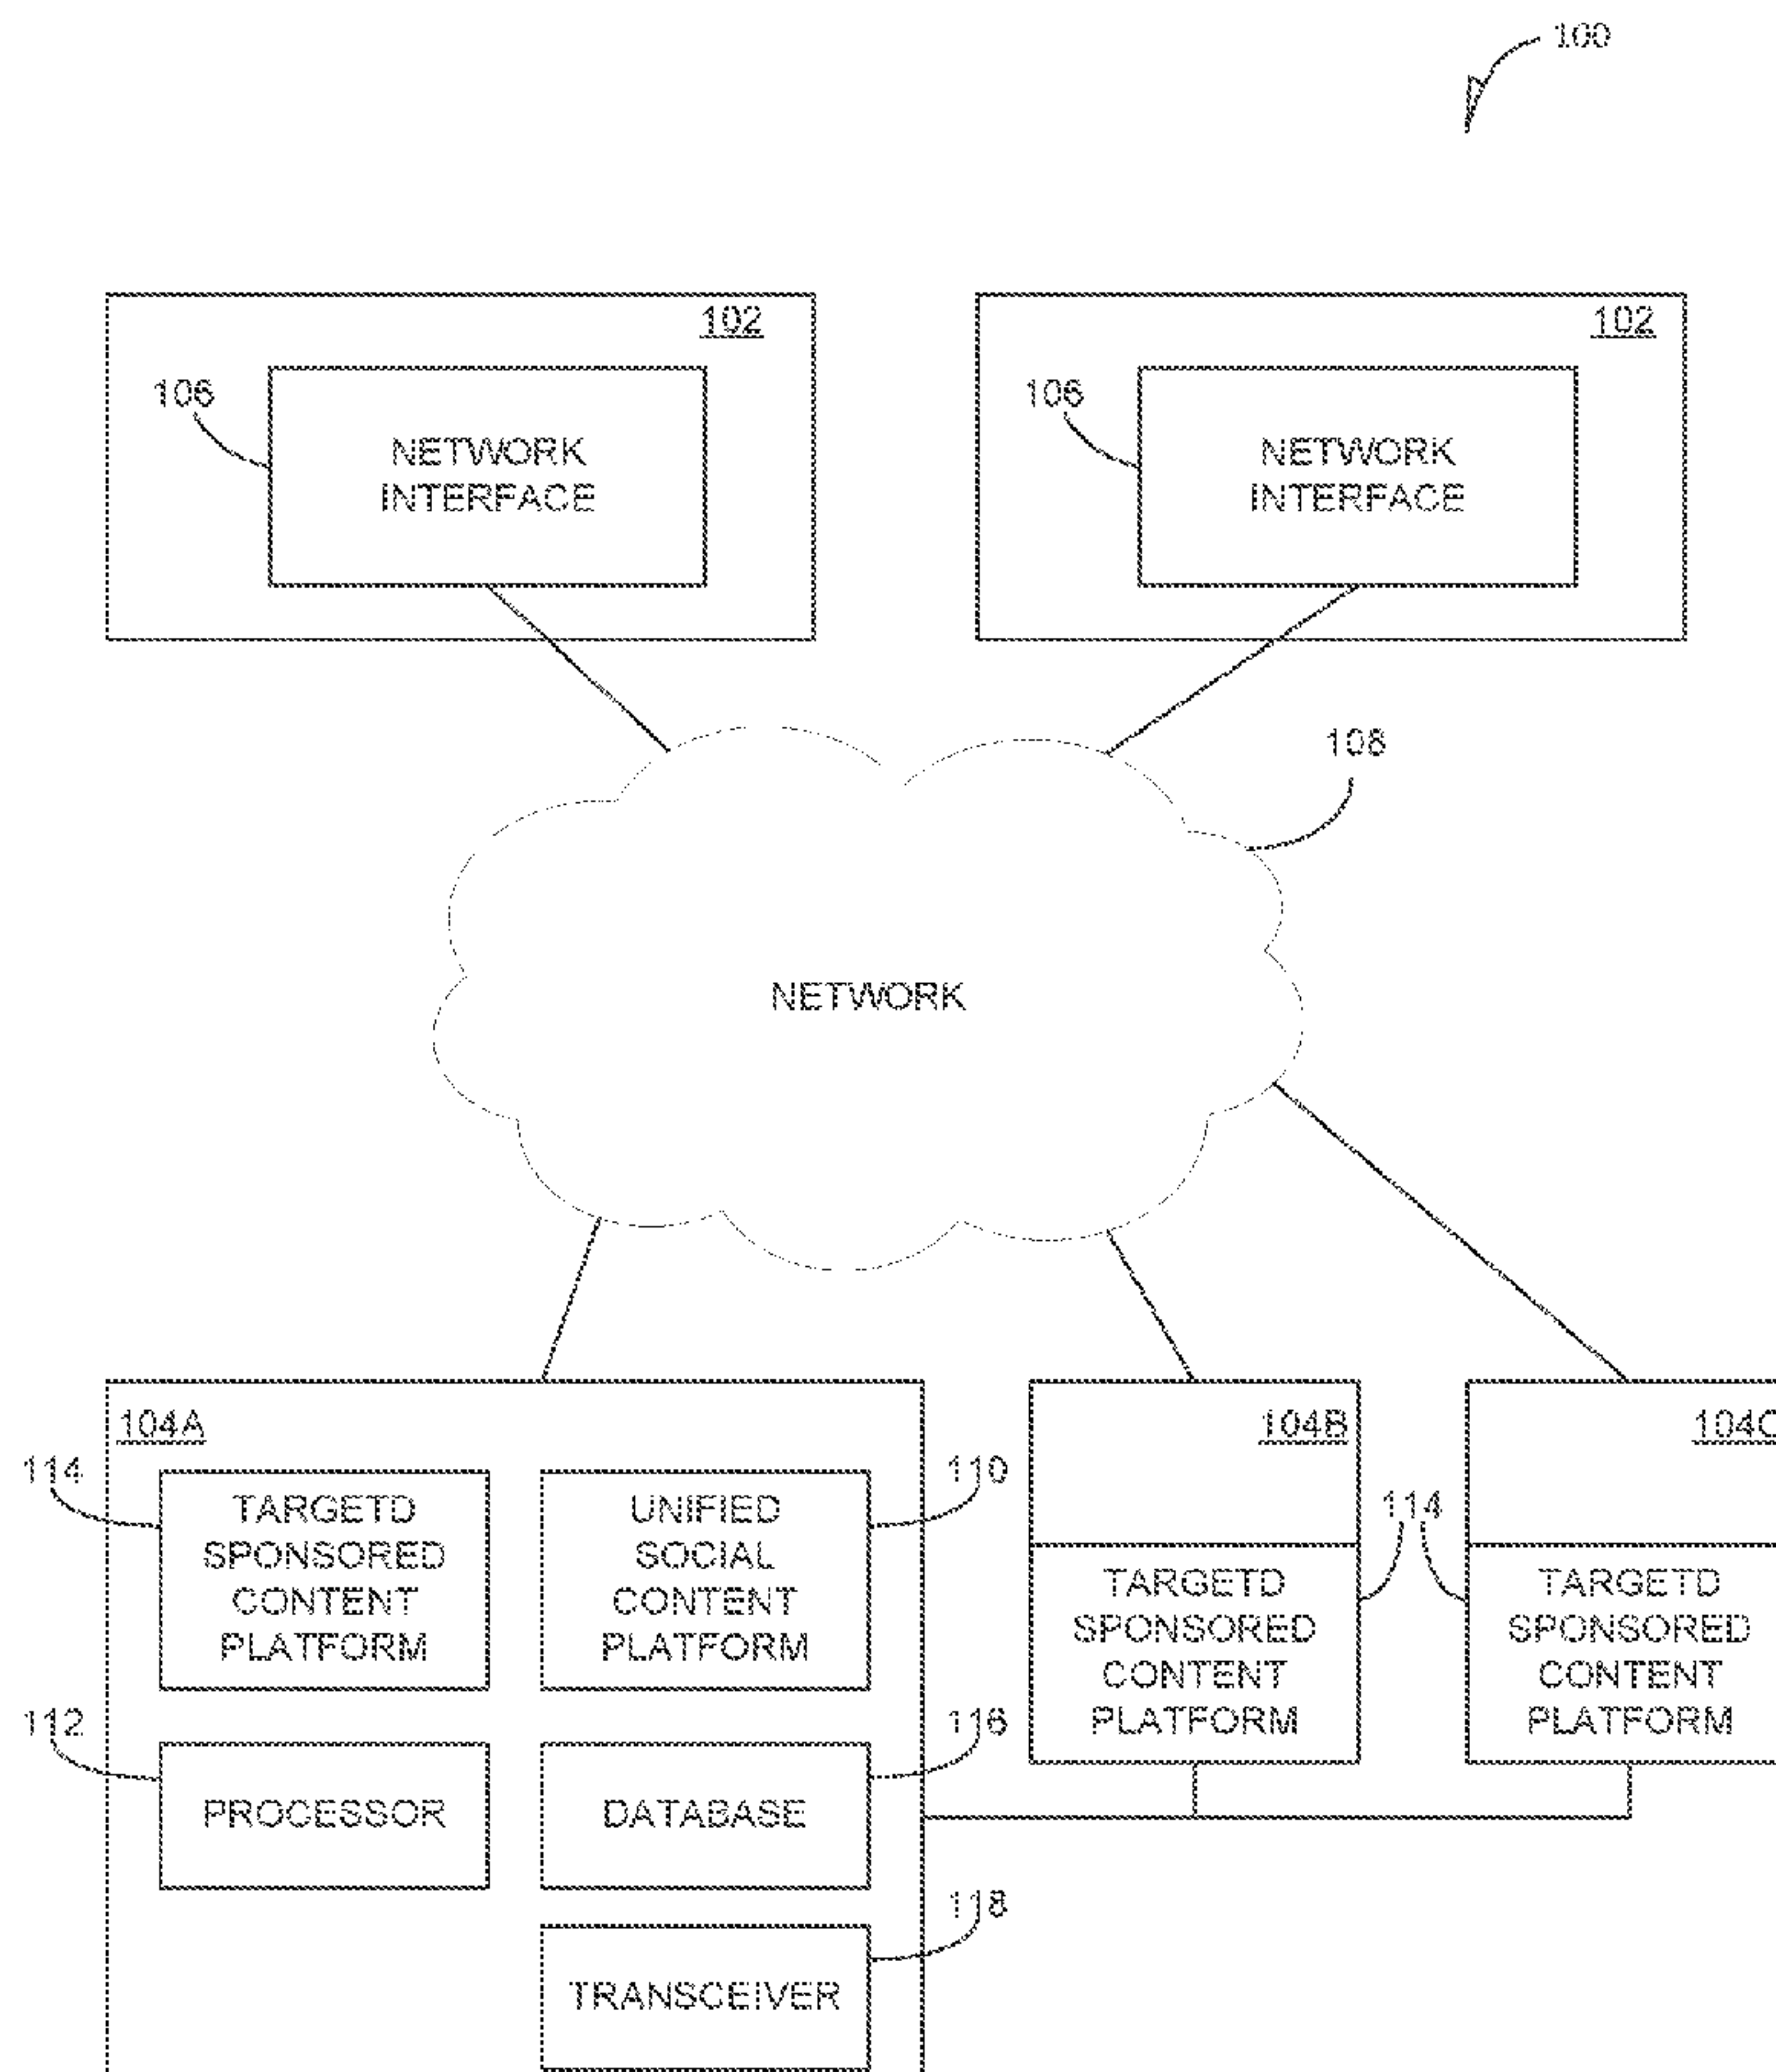 100
102
102
106
106
NETWORK
INTERFACE
NETWORK
INTERFACE
108
NETWORK
104A
104B
104C
114
110
114
TARGETD
SPONSORED
CONTENT
PLATFORM
UNIFIED
SOCIAL
CONTENT
PLATFORM
TARGETD
SPONSORED
CONTENT
PLATFORM
TARGETD
SPONSORED
CONTENT
PLATFORM
112
116
PROCESSOR
DATABASE
118
TRANSCEIVER